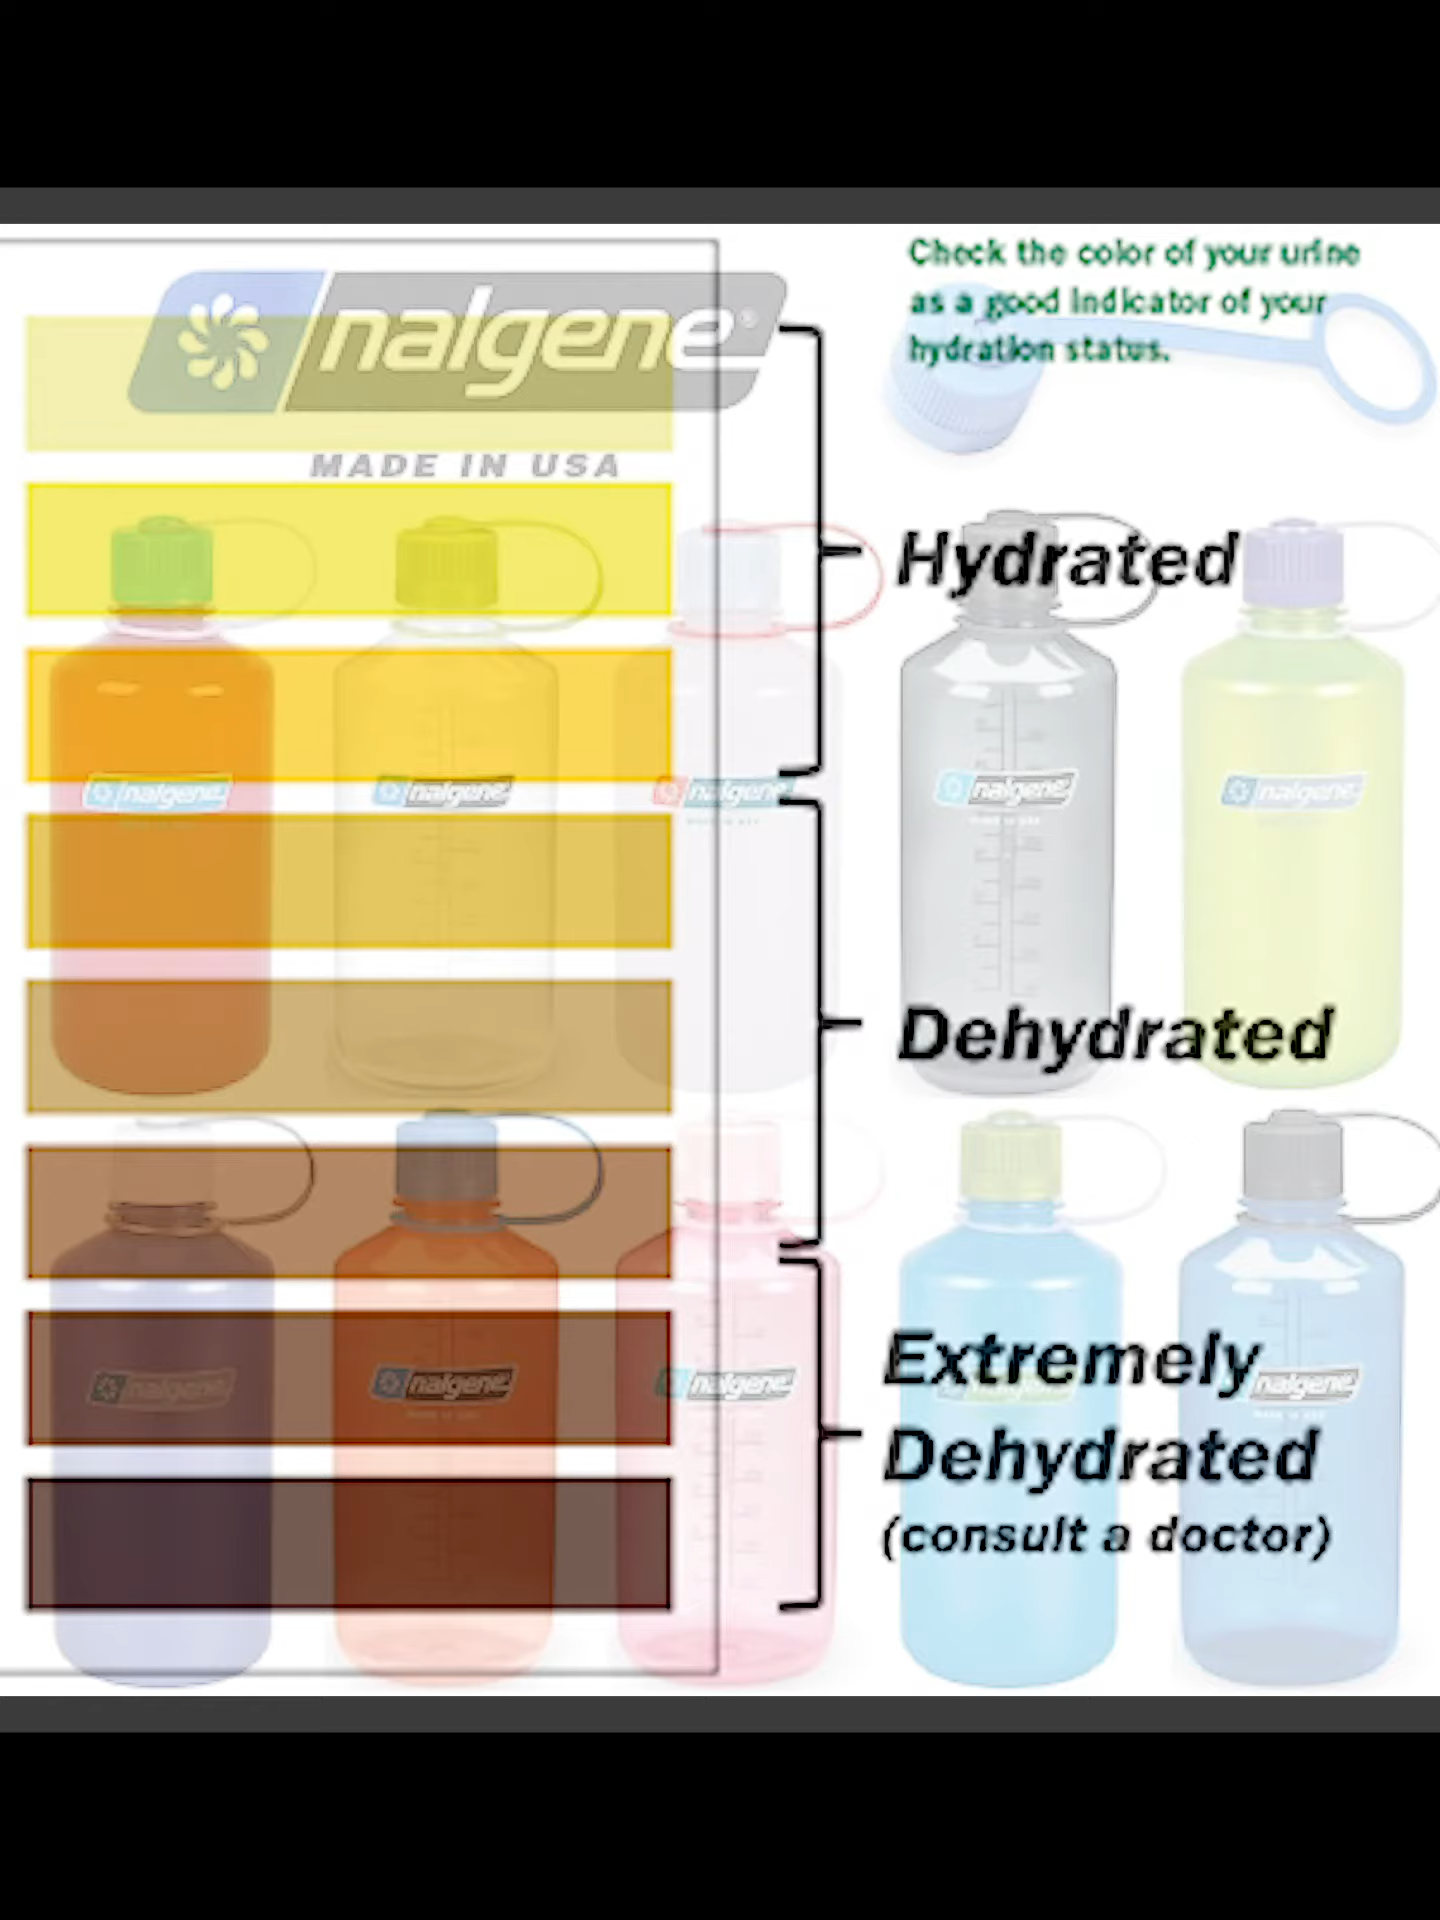 Check the color of your urine
as a good indicator of your
hydration status.
nalgene®
MADE IN USA
Hydrated
nalgene
nalgene
nalgene
nalgene
nalgene
Dehydrated
Extremely
nalgene
nalgene
nalgene
nalgene
Dehydrated
(consult a doctor)